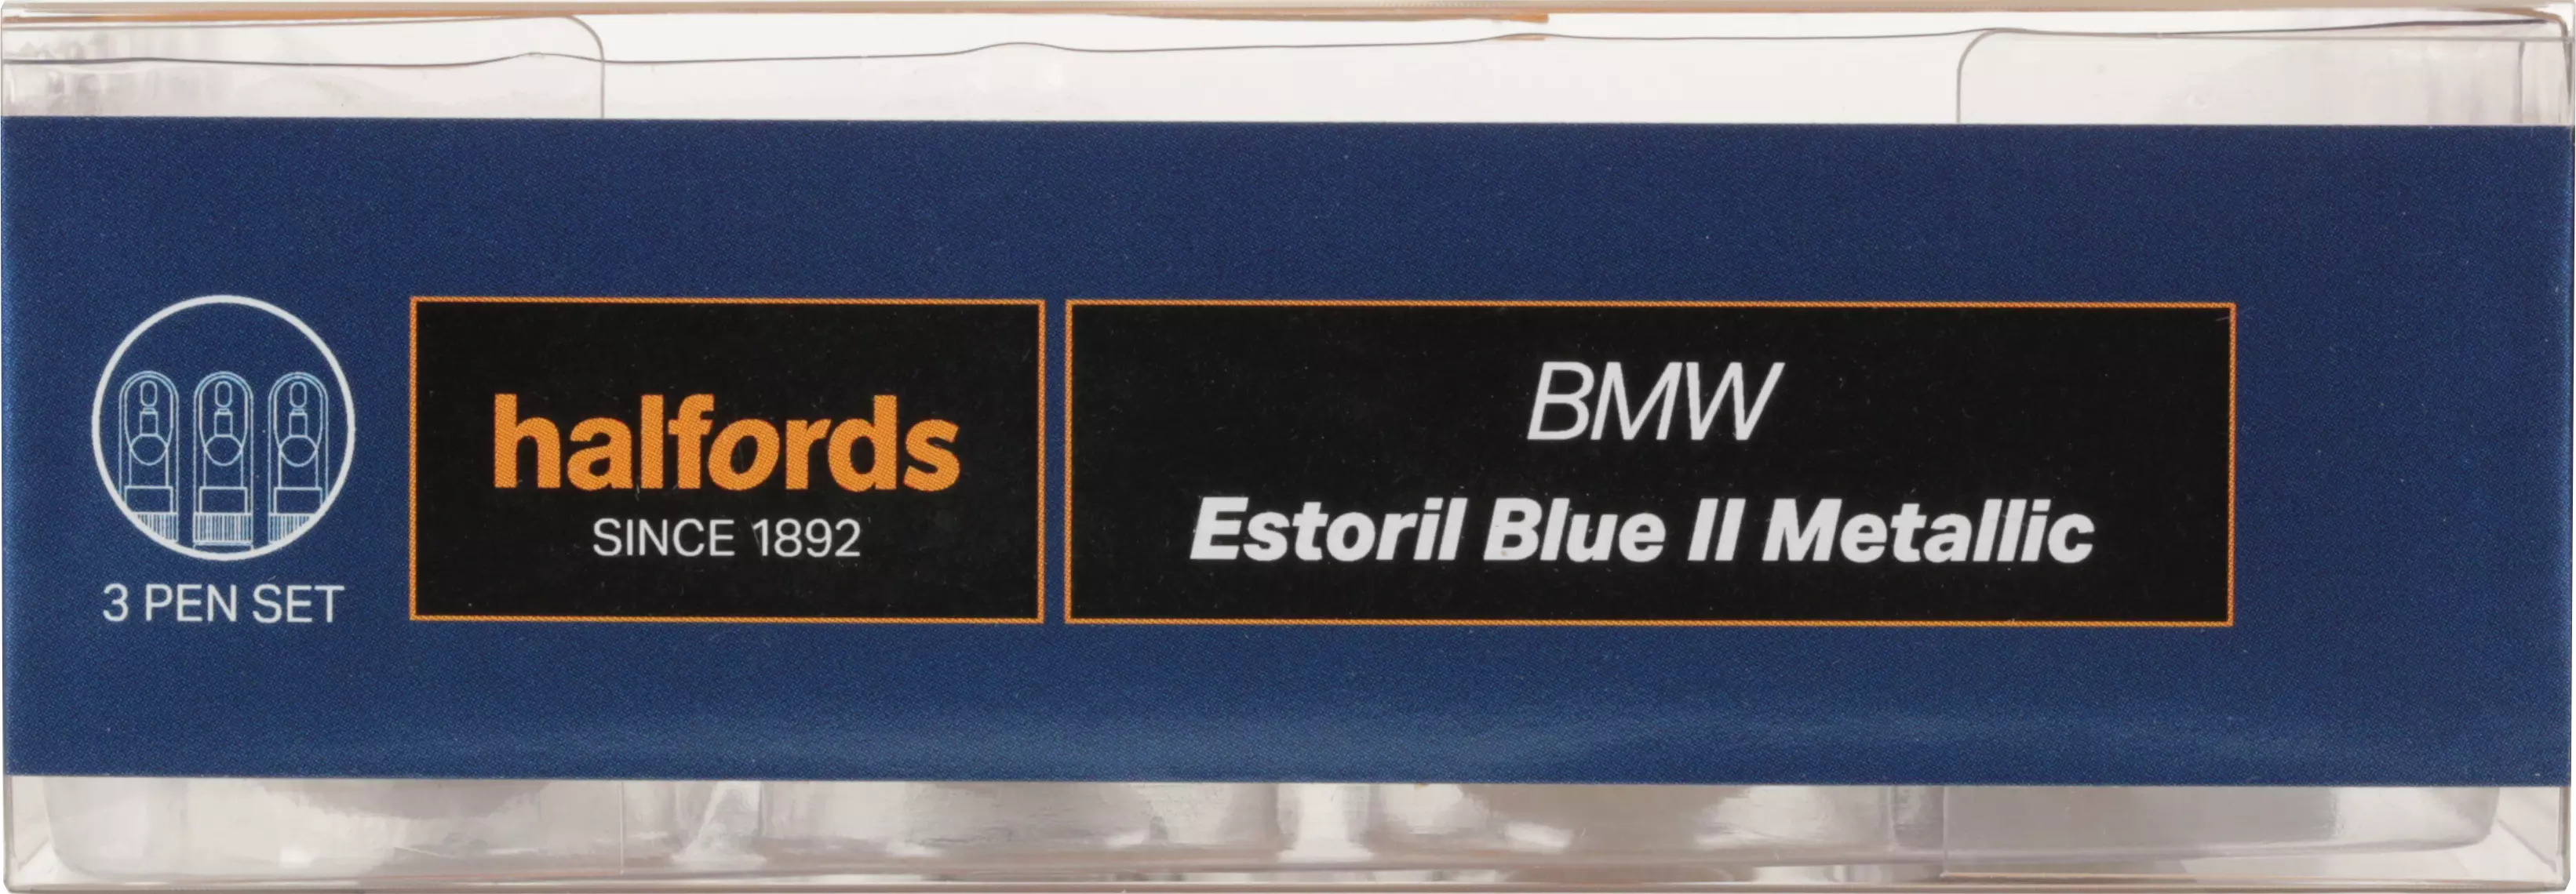 3 PEN SET
halfords
SINCE 1892
BMW
Estoril Blue II Metallic